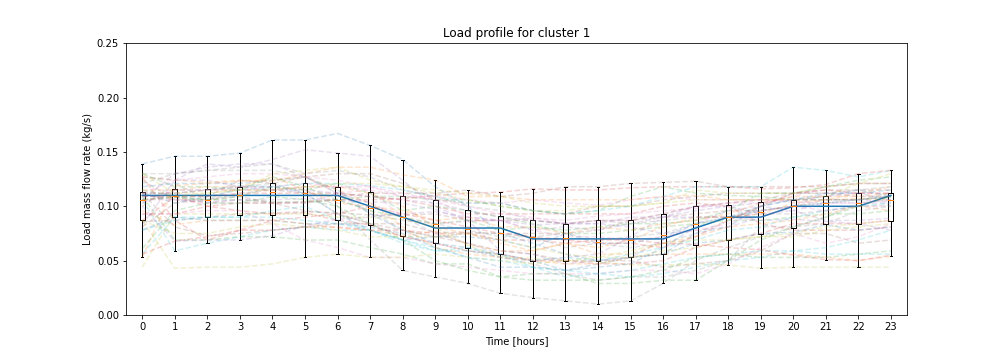 Load profile for cluster 1
0.25
0.20
0.15
0.10
0.05
0.00
Load mass flow rate (kg/s)
0 1 2 3 4 5 6 7 8 9 10 11 12 13 14 15 16 17 18 19 20 21 22 23
Time [hours]